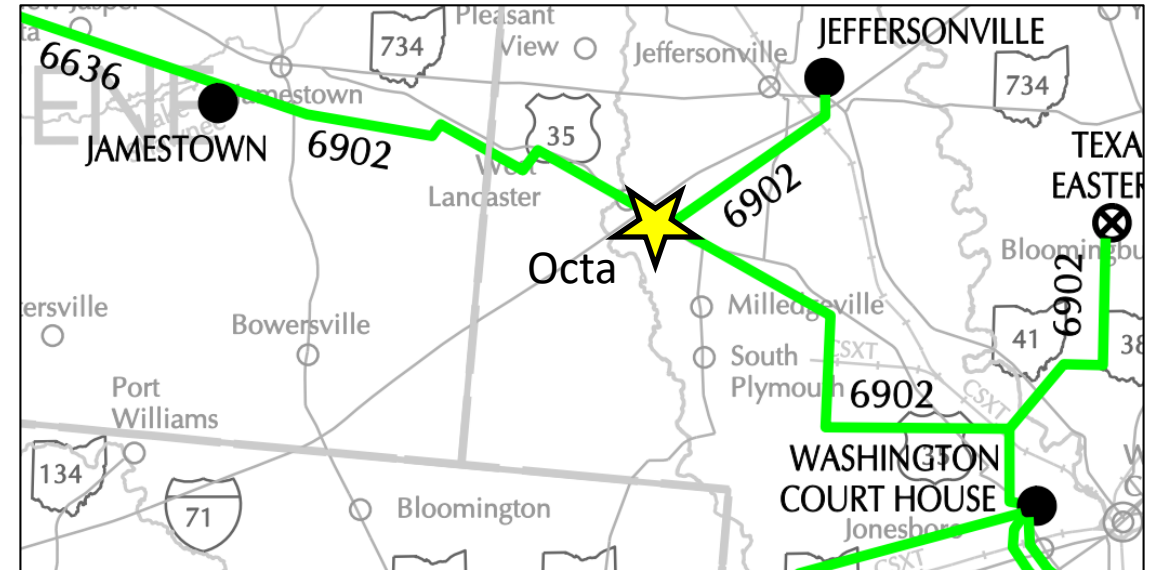 Pleasant
View
734
6636
JAMESTOWN
Jamestown
6902
35
West
Lancaster
Jeffersonville
JEFFERSONVILLE
734
6902
TEXA
EASTER
Octa
Bloomingbu
6902
ersville
Bowersville
Milledgeville
41
38
CSXT
South
Plymouth
6902
CSXT
Port
Williams
35
WASHINGTON
COURT HOUSE
134
71
Bloomington
Jonesboro
CSXT